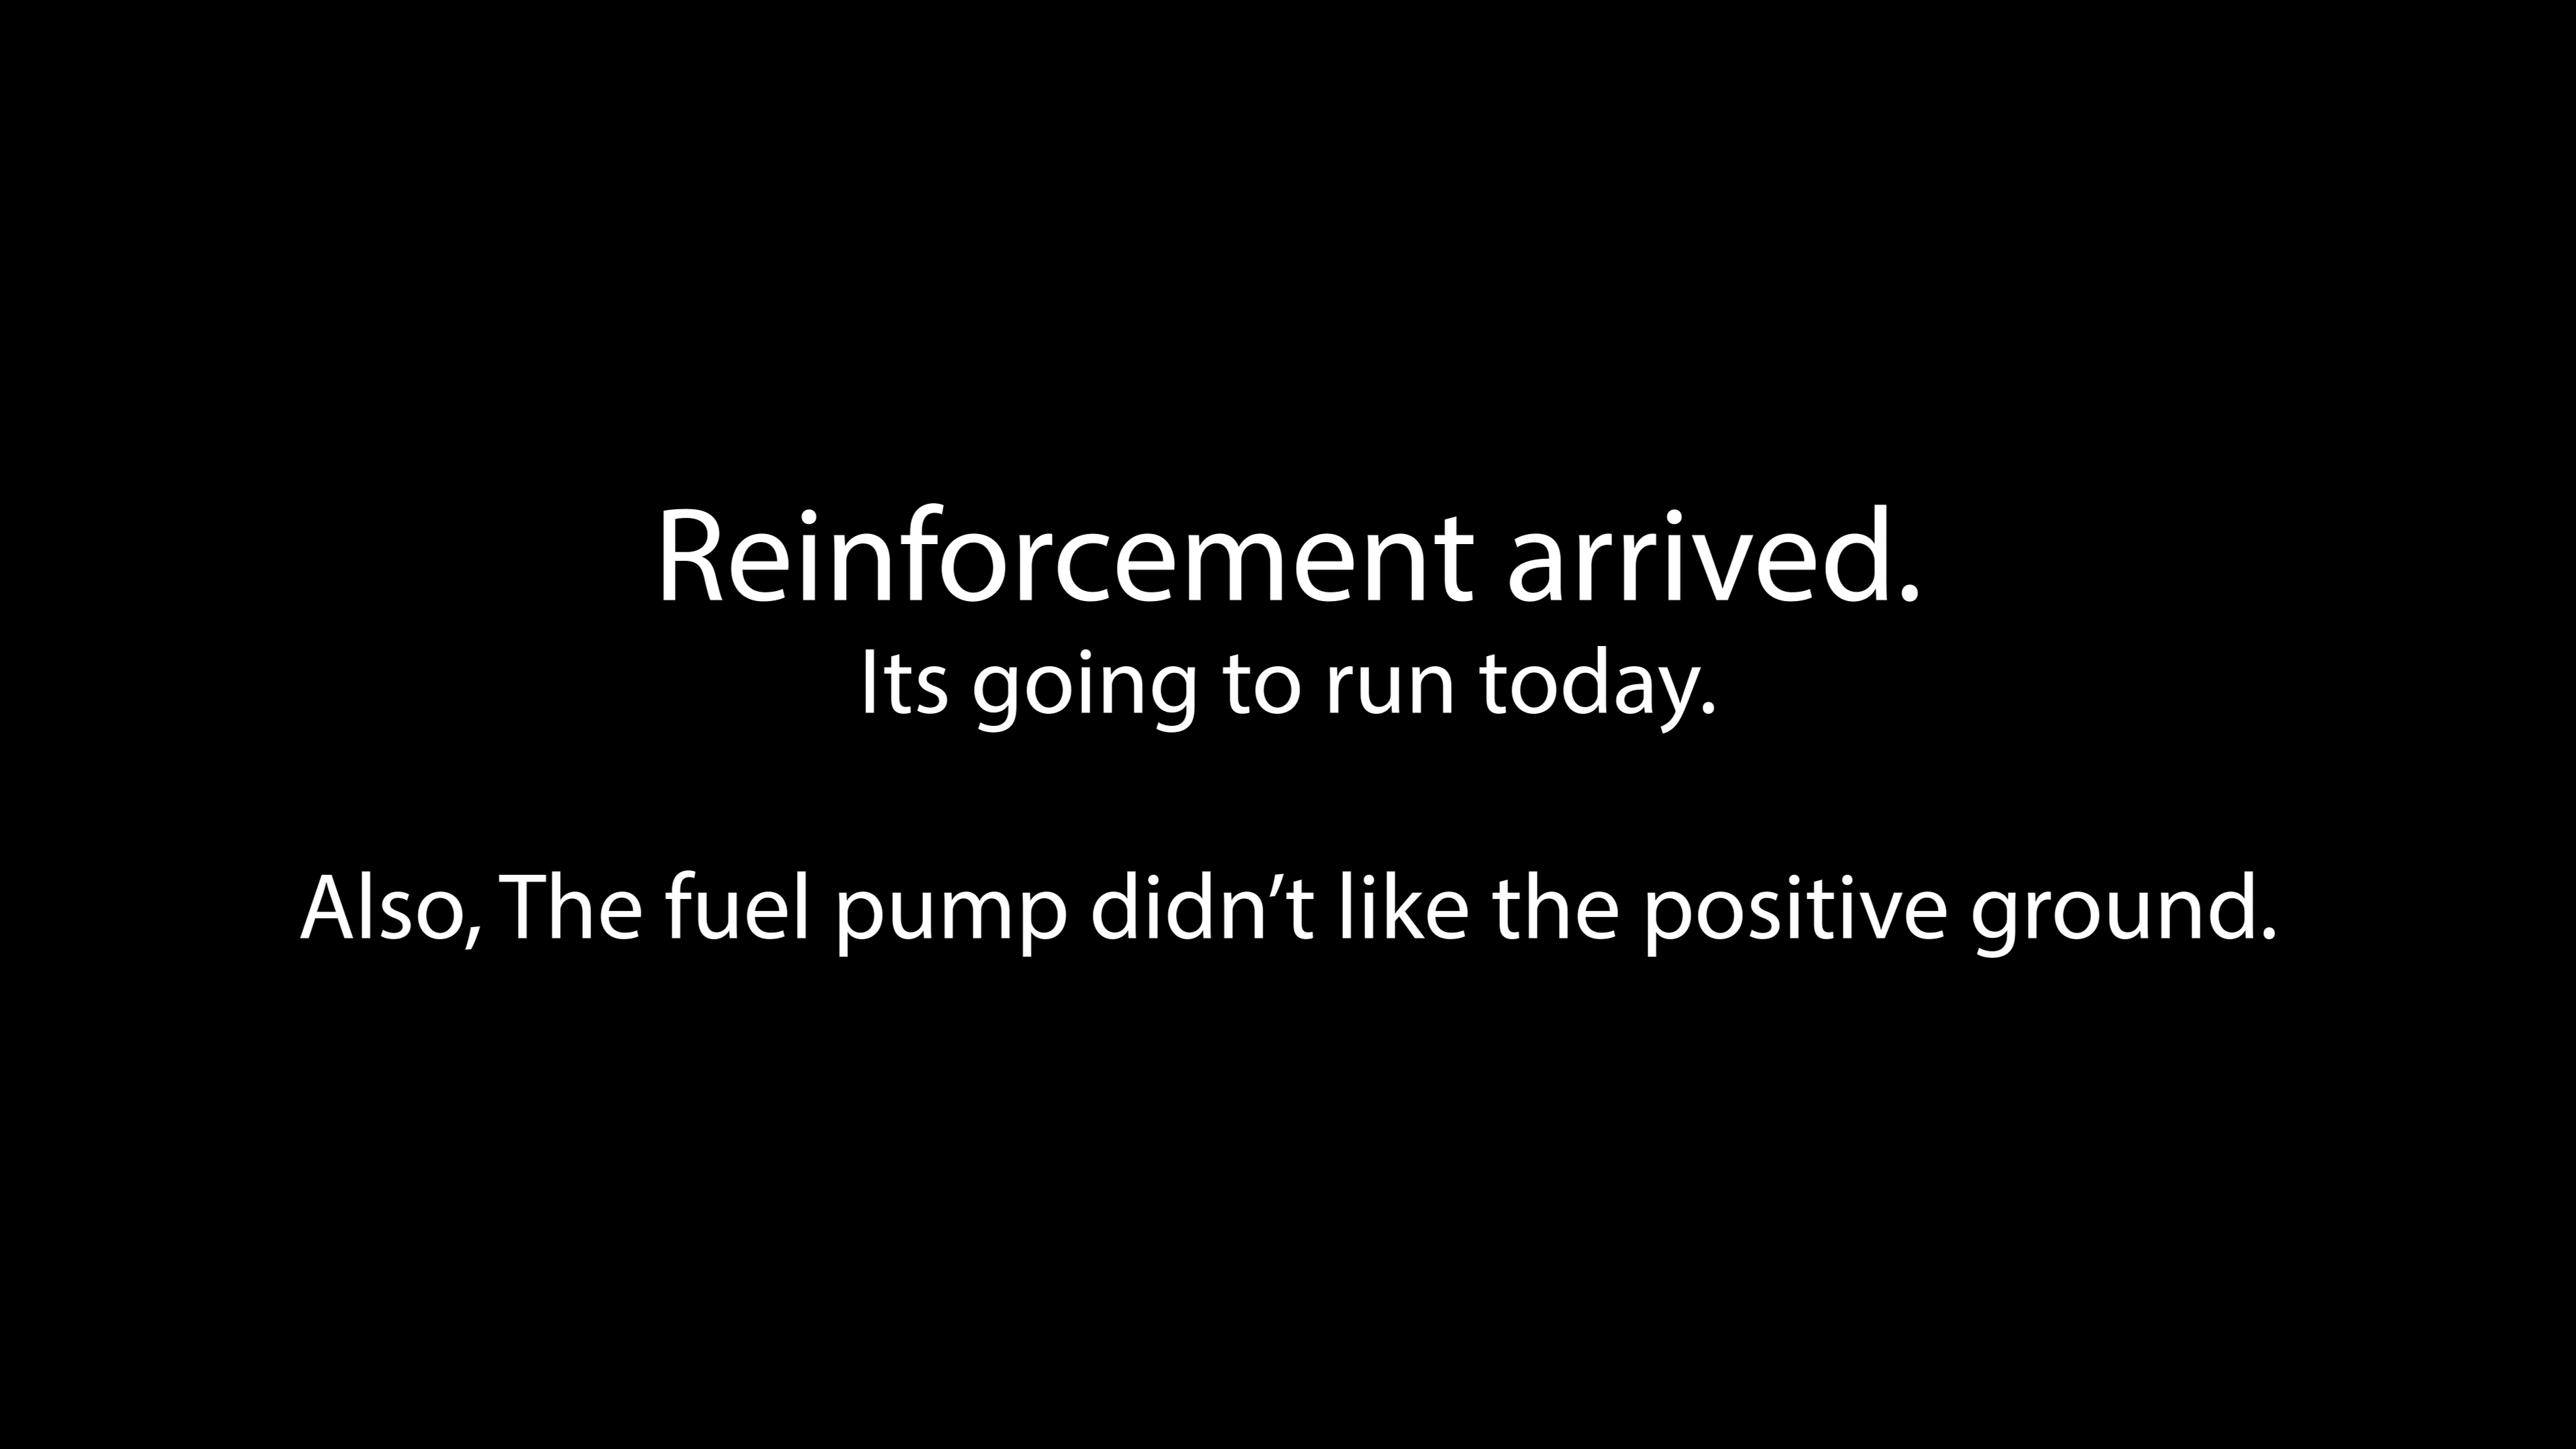 Reinforcement arrived.
Its going to run today.
Also, The fuel pump didn’t like the positive ground.